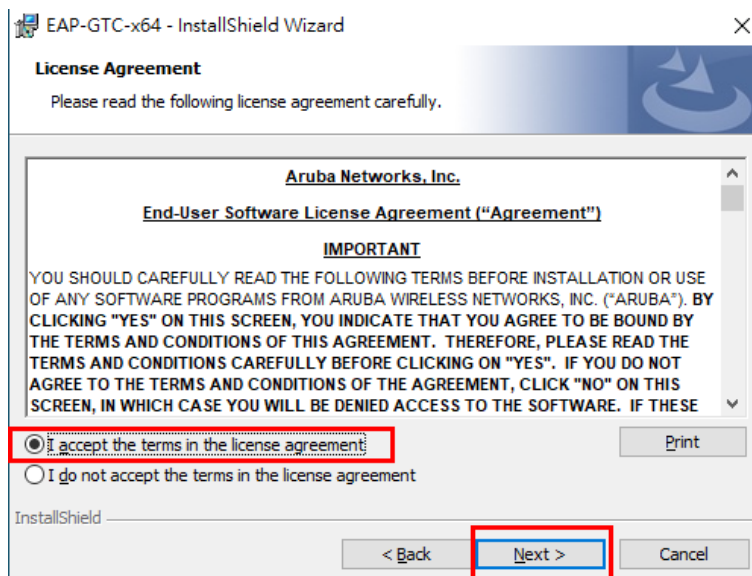 EAP-GTC-x64 - InstallShield Wizard
License Agreement
Please read the following license agreement carefully.
Aruba Networks, Inc.
End-User Software License Agreement (“Agreement”)
IMPORTANT
YOU SHOULD CAREFULLY READ THE FOLLOWING TERMS BEFORE INSTALLATION OR USE
OF ANY SOFTWARE PROGRAMS FROM ARUBA WIRELESS NETWORKS, INC. (“ARUBA”). BY
CLICKING "YES" ON THIS SCREEN, YOU INDICATE THAT YOU AGREE TO BE BOUND BY
THE TERMS AND CONDITIONS OF THIS AGREEMENT. THEREFORE, PLEASE READ THE
TERMS AND CONDITIONS CAREFULLY BEFORE CLICKING ON "YES". IF YOU DO NOT
AGREE TO THE TERMS AND CONDITIONS OF THE AGREEMENT, CLICK "NO" ON THIS
SCREEN, IN WHICH CASE YOU WILL BE DENIED ACCESS TO THE SOFTWARE. IF THESE
I accept the terms in the license agreement
Print
I do not accept the terms in the license agreement
InstallShield
< Back Next > Cancel